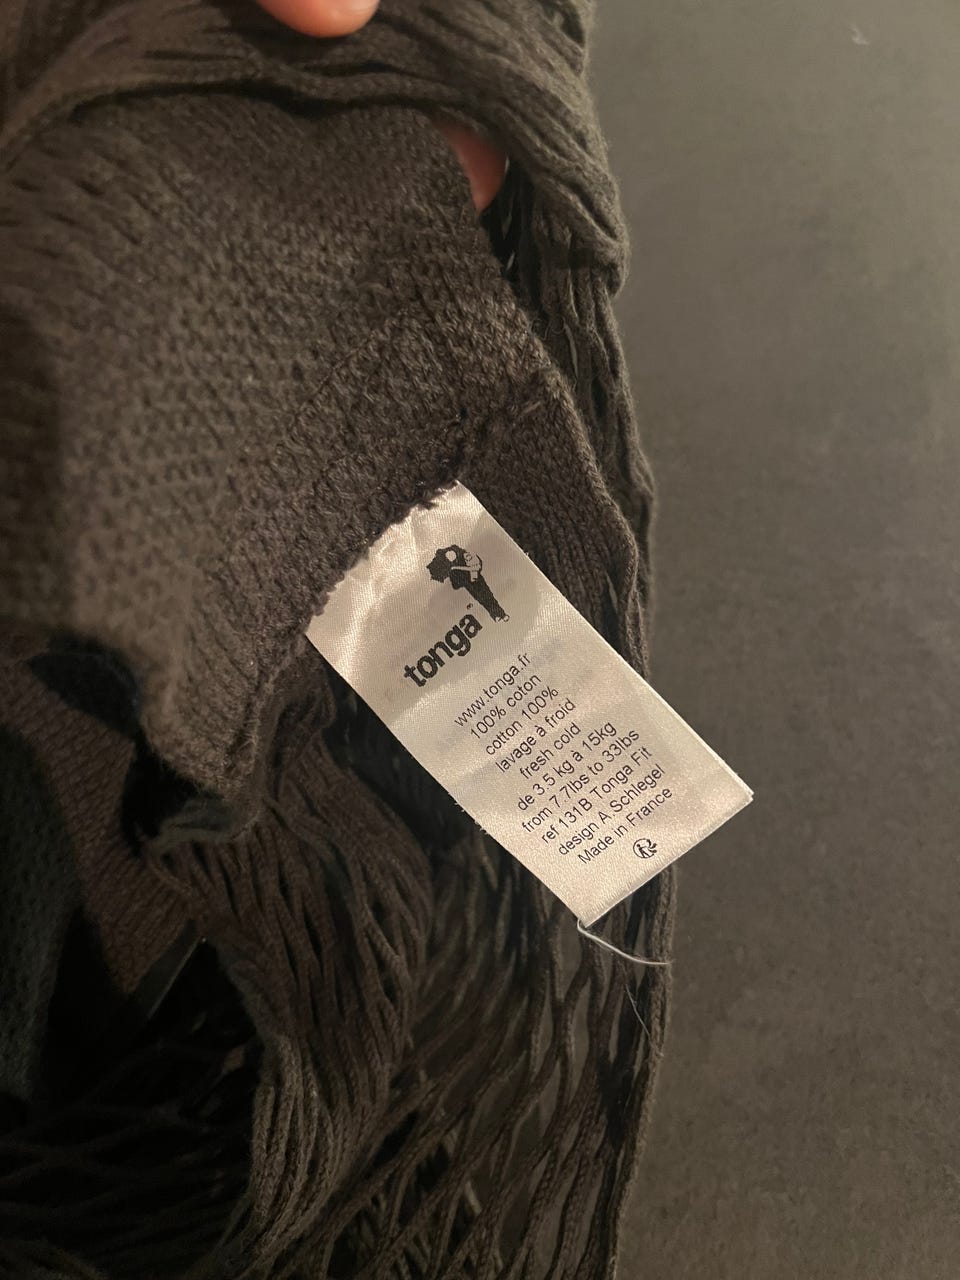 tonga™
www.tonga.fr
100% coton
cotton 100%
lavage à froid
fresh cold
de 3.5 kg à 15kg
from 7.7lbs to 33lbs
ref 131B Tonga Fit
design A Schlegel
Made in France